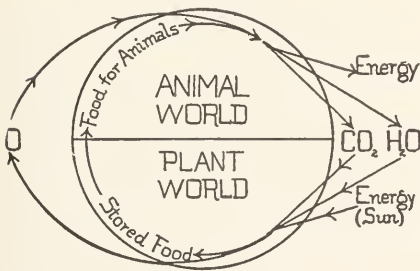 Food for Animals
Energy
ANIMAL
WORLD
O
CO₂ H₂O
PLANT
WORLD
Stored Food
Energy
(Sun)